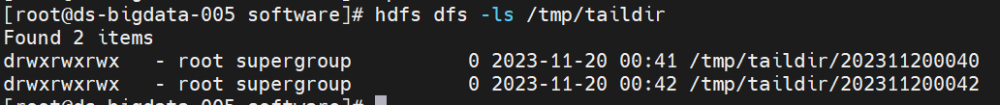 [root@ds-bigdata-005 software]# hdfs dfs -ls /tmp/taildir
Found 2 items
drwxrwxrwx   - root supergroup          0 2023-11-20 00:41 /tmp/taildir/202311200040
drwxrwxrwx   - root supergroup          0 2023-11-20 00:42 /tmp/taildir/202311200042
[root@ds-bigdata-005 software]#